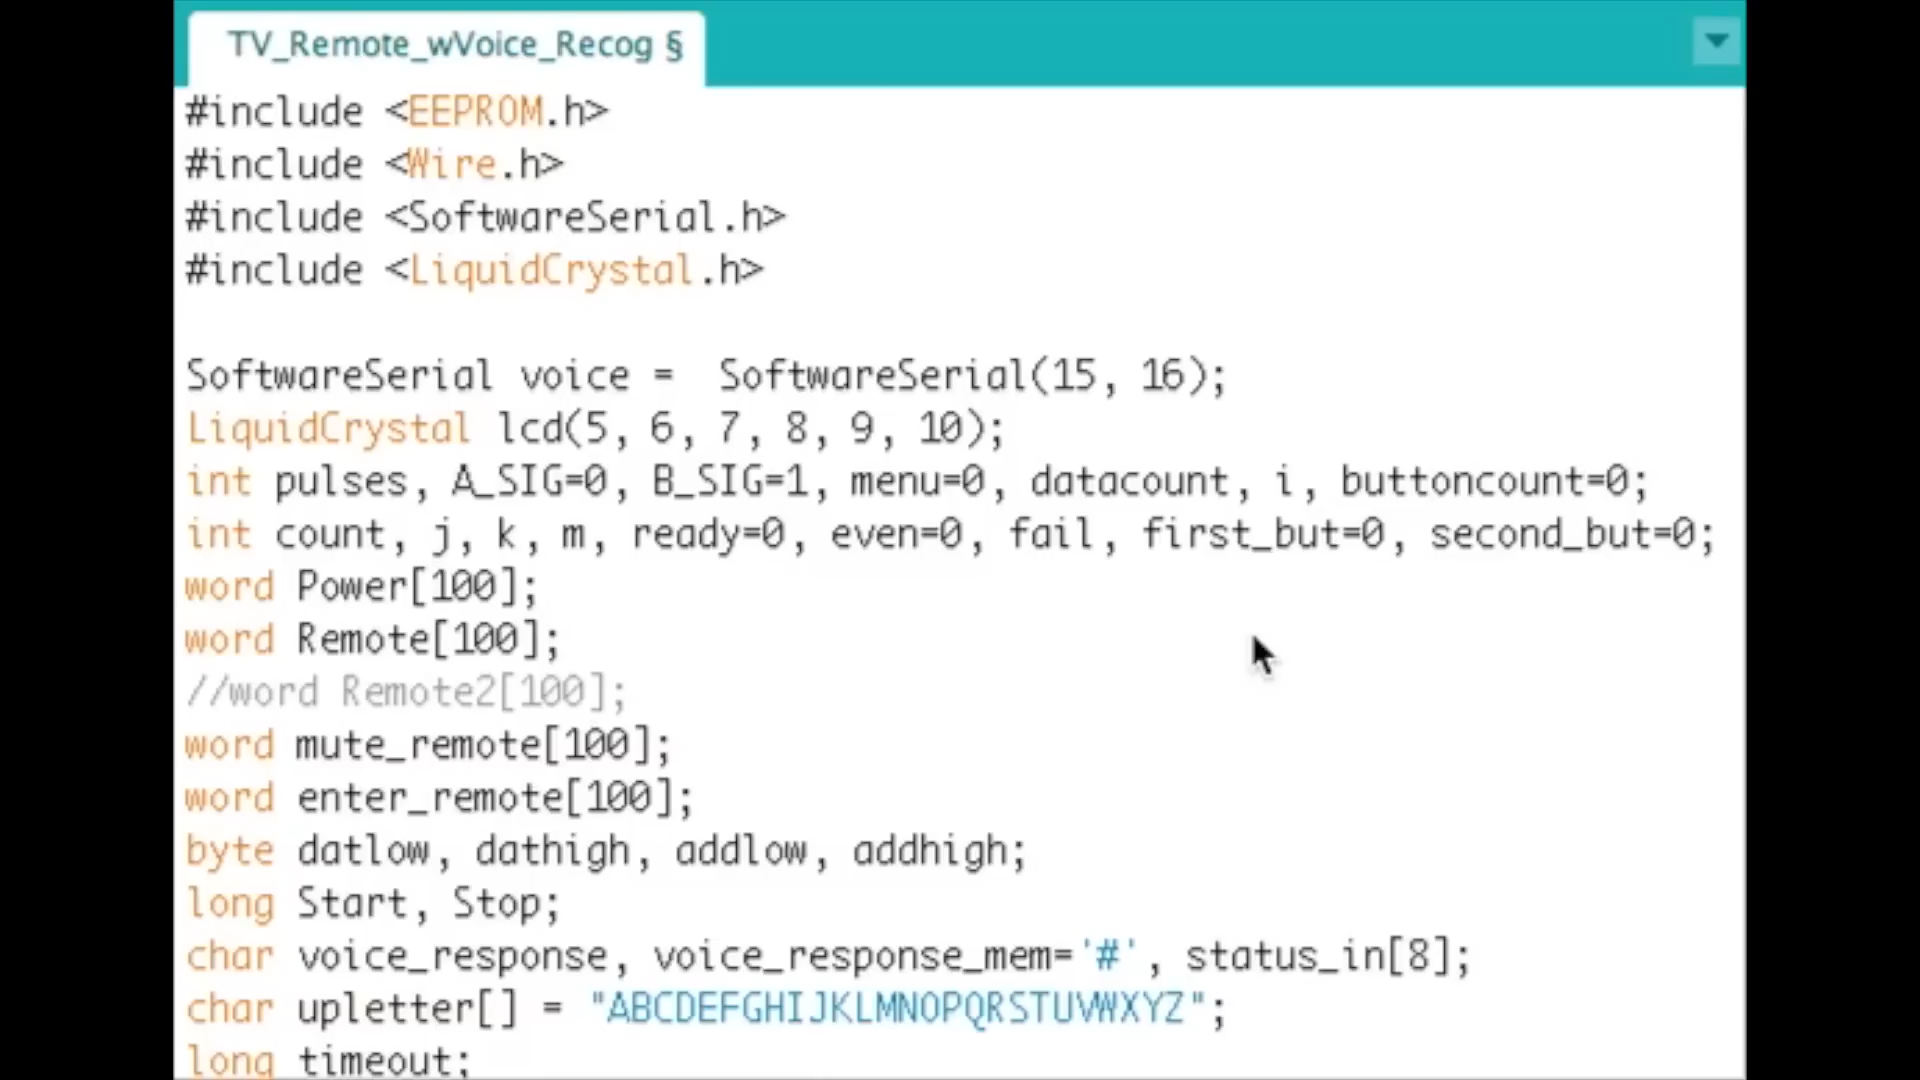 TV_Remote_wVoice_Recog §
#include <EEPROM.h>
#include <Wire.h>
#include <SoftwareSerial.h>
#include <LiquidCrystal.h>
SoftwareSerial voice =  SoftwareSerial(15, 16);
LiquidCrystal lcd(5, 6, 7, 8, 9, 10);
int pulses, A_SIG=0, B_SIG=1, menu=0, datacount, i, buttoncount=0;
int count, j, k, m, ready=0, even=0, fail, first_but=0, second_but=0;
word Power[100];
word Remote[100];
//word Remote2[100];
word mute_remote[100];
word enter_remote[100];
byte datlow, dathigh, addlow, addhigh;
long Start, Stop;
char voice_response, voice_response_mem='#', status_in[8];
char upletter[] = "ABCDEFGHIJKLMNOPQRSTUVWXYZ";
long timeout;